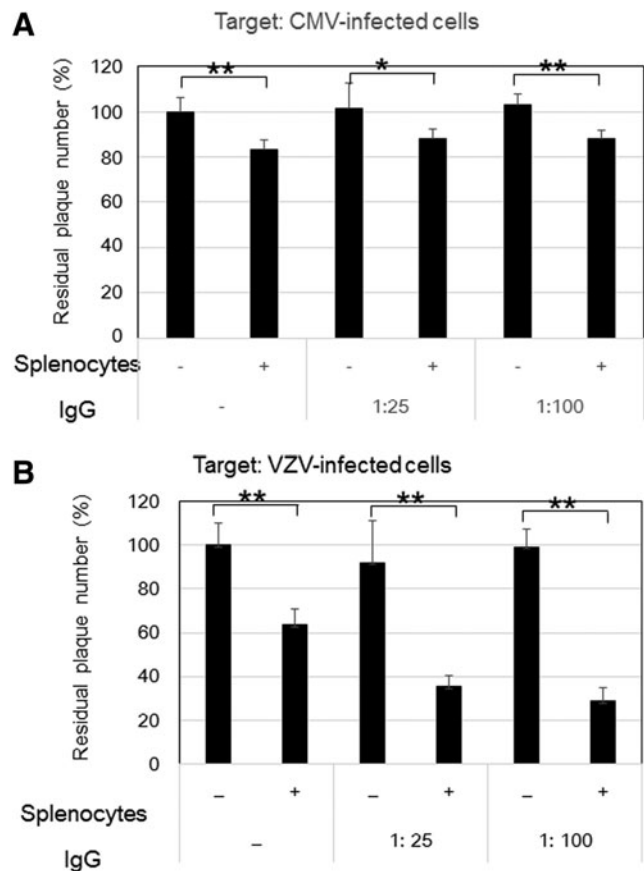 A
Target: CMV-infected cells
Residual plaque number (%)
120
100
80
60
40
20
0
** * **
Splenocytes - + - + - +
IgG - 1:25 1:100
B
Target: VZV-infected cells
Residual plaque number (%)
120
100
80
60
40
20
0
** ** **
– + – + – +
Splenocytes
– 1: 25 1: 100
IgG